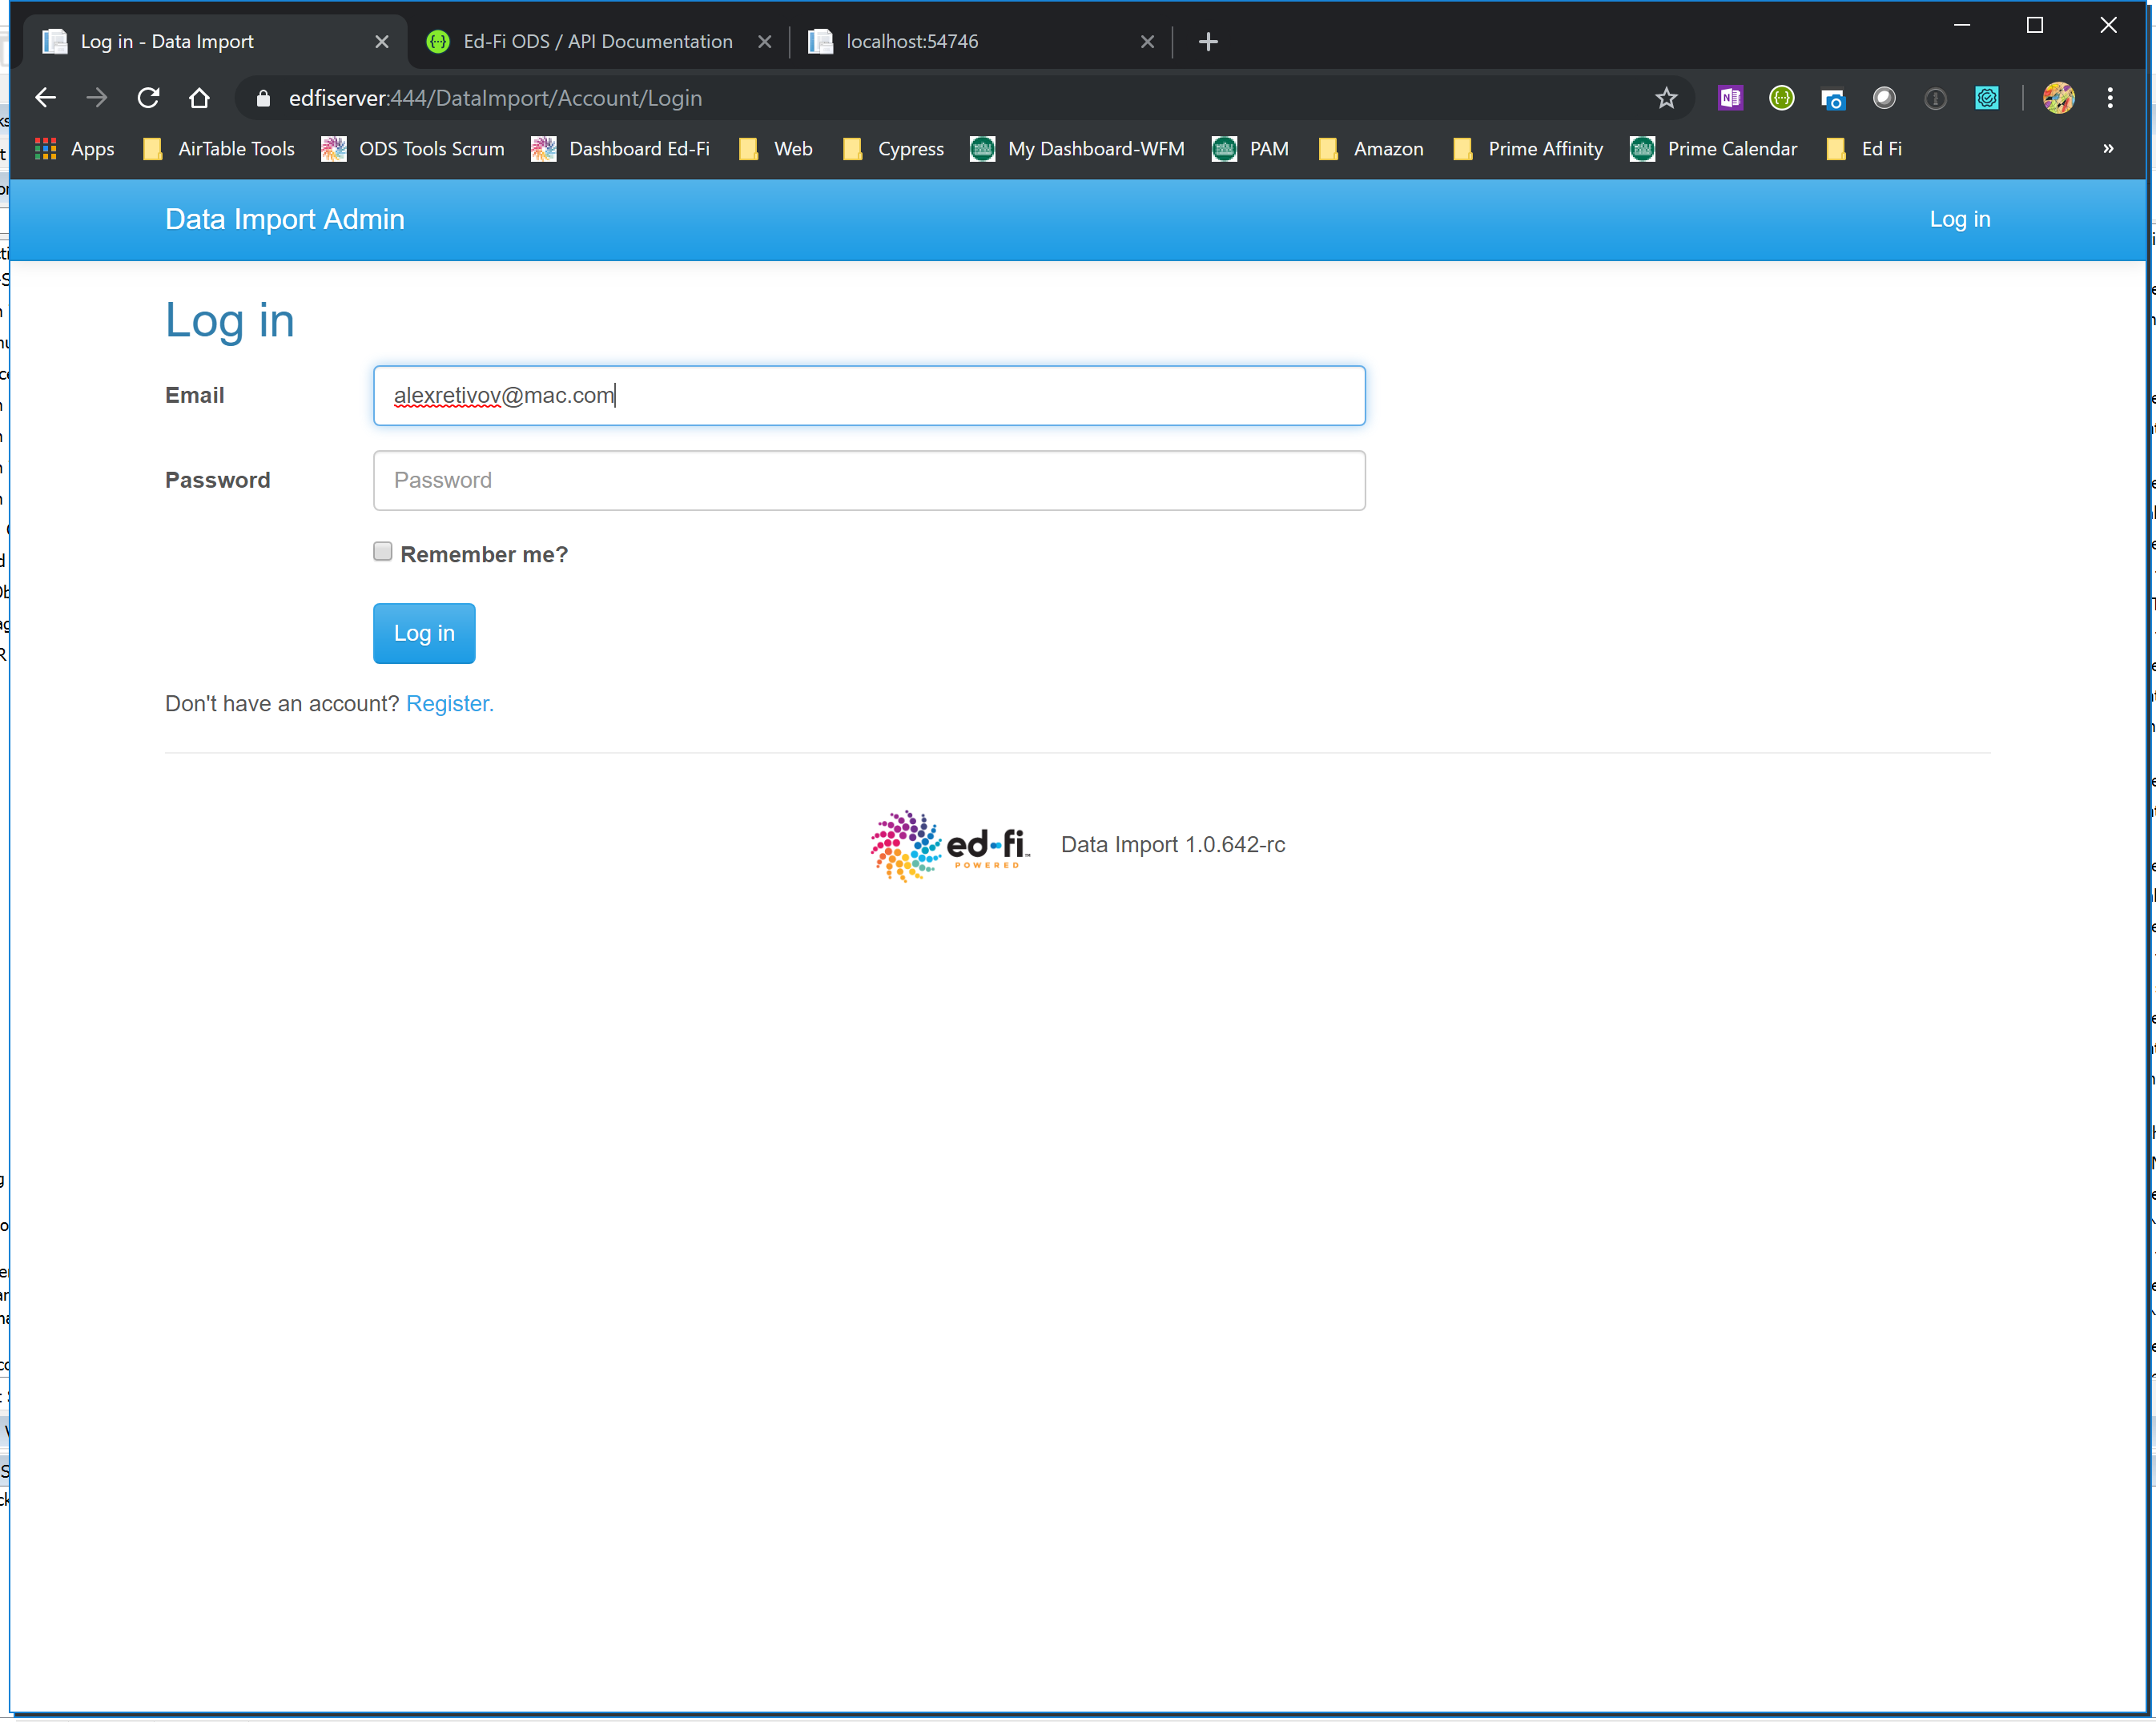 Log in - Data Import
Ed-Fi ODS / API Documentation
localhost:54746
edfiserver:444/DataImport/Account/Login
Apps AirTable Tools ODS Tools Scrum Dashboard Ed-Fi Web Cypress My Dashboard-WFM PAM Amazon Prime Affinity Prime Calendar Ed Fi »
Data Import Admin Log in
Log in
Email alexretivov@mac.com
Password Password
Remember me?
Log in
Don't have an account? Register.
ed-fi™ Data Import 1.0.642-rc
POWERED